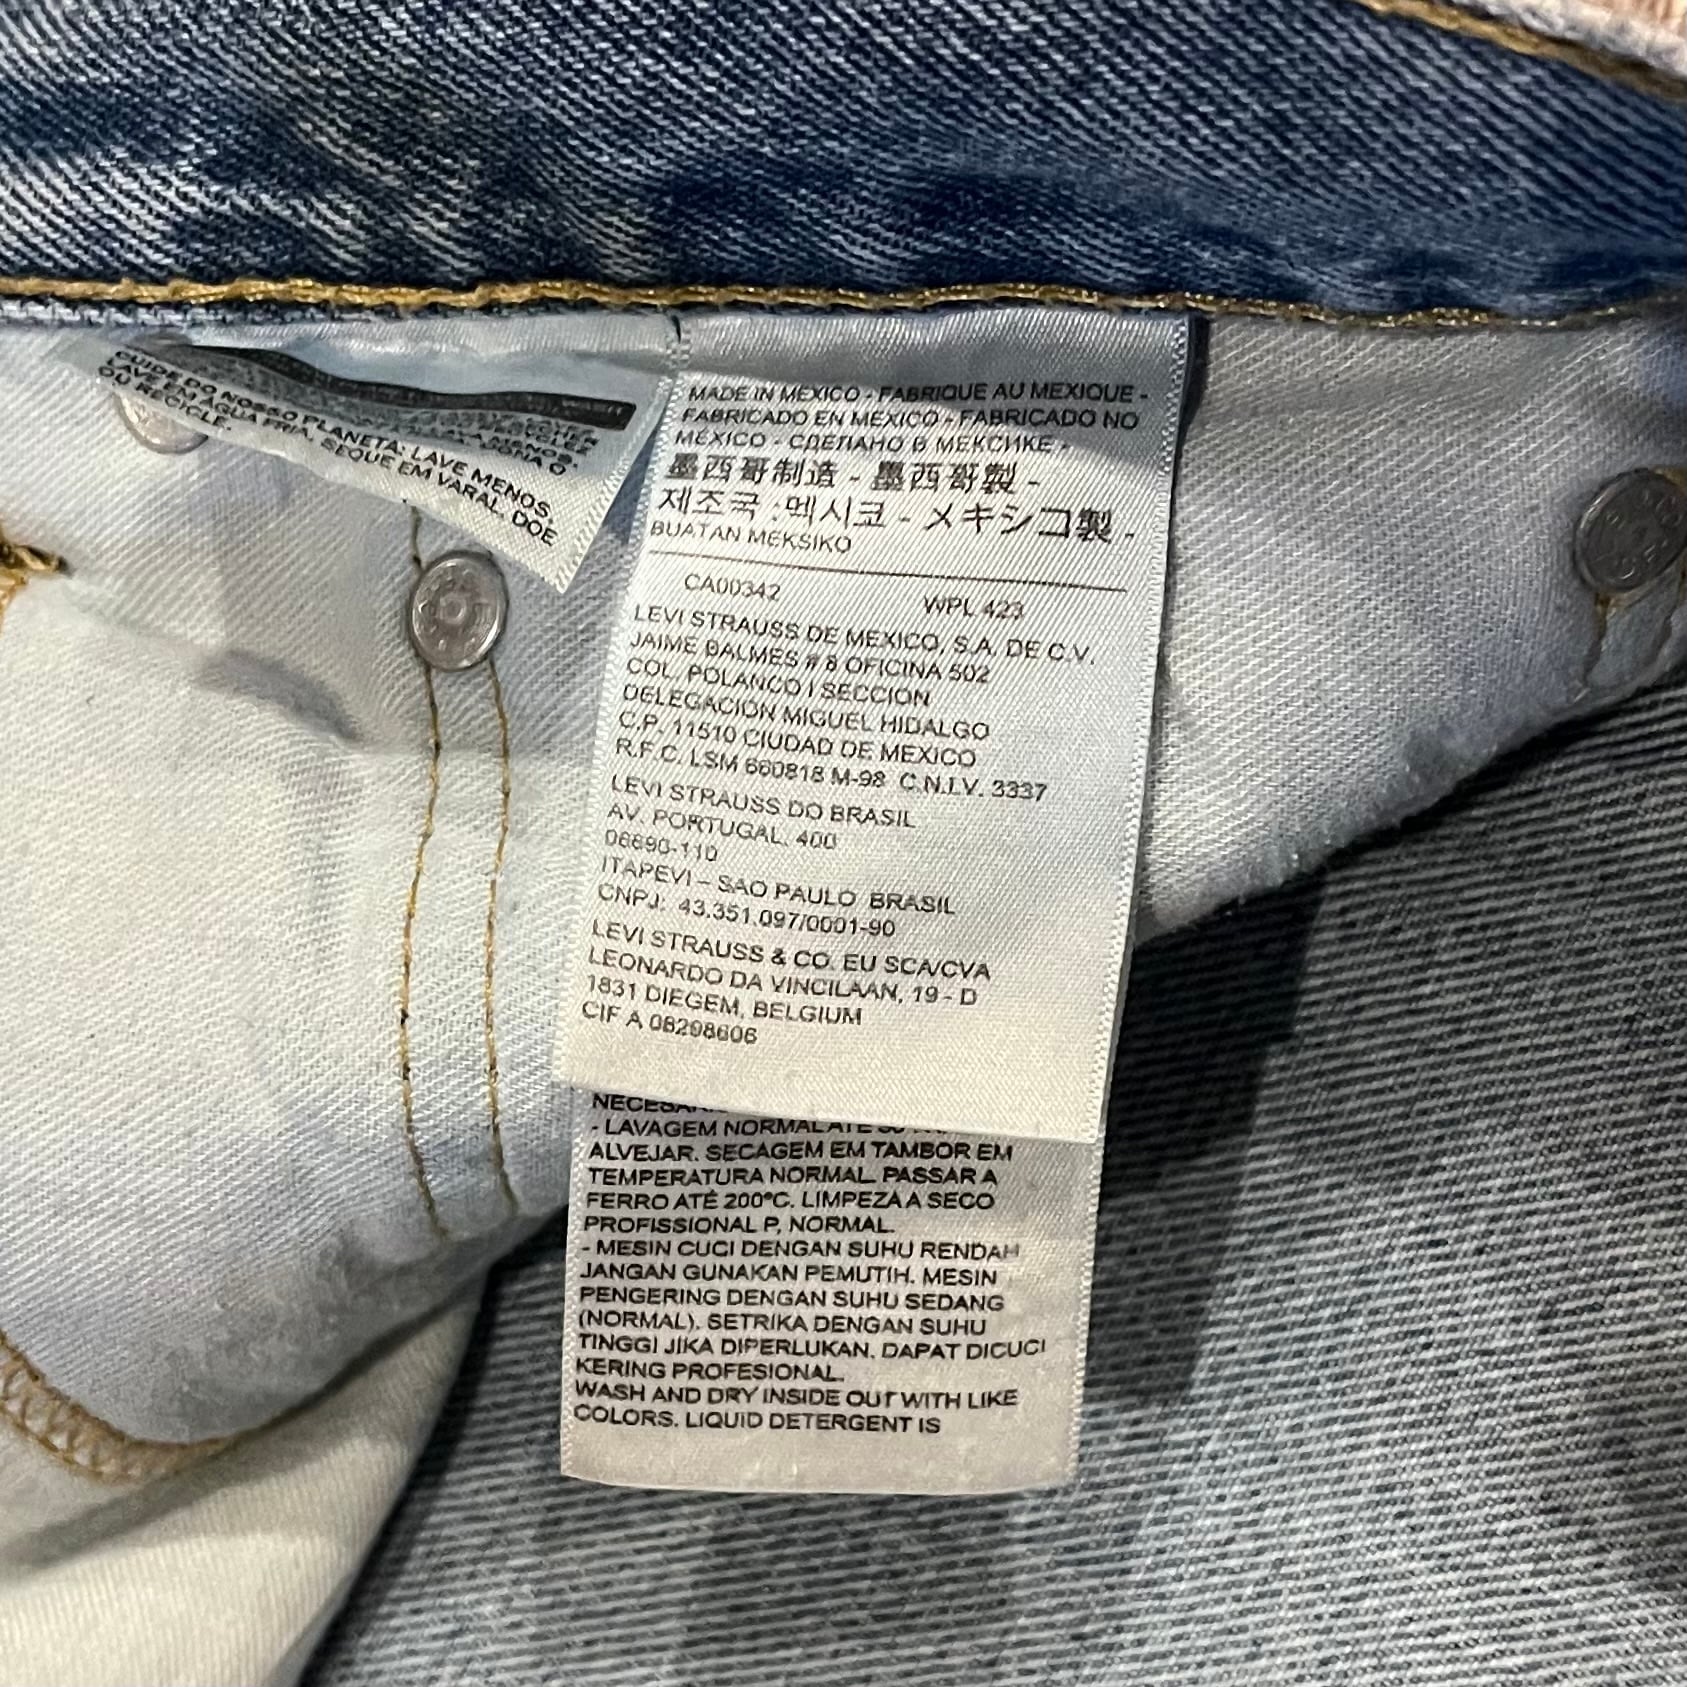 CUIDE DO NOSSO PLANETA: LAVE MENOS,
LAVE EM AGUA FRIA, SEQUE EM VARAL, DOE
OU RECICLE.
MADE IN MEXICO - FABRIQUE AU MEXIQUE -
FABRICADO EN MEXICO - FABRICADO NO
MÉXICO - СДЕЛАНО В МЕКСИКЕ -
墨西哥制造 - 墨西哥製 -
제조국 : 멕시코 - メキシコ製 -
BUATAN MEKSIKO
CA00342 WPL 423
LEVI STRAUSS DE MEXICO, S.A. DE C.V.
JAIME BALMES # 8 OFICINA 502
COL. POLANCO I SECCION
DELEGACION MIGUEL HIDALGO
C.P. 11510 CIUDAD DE MEXICO
R.F.C. LSM 660818 M-98 C.N.I.V. 3337
LEVI STRAUSS DO BRASIL
AV. PORTUGAL, 400
06690-110
ITAPEVI – SAO PAULO BRASIL
CNPJ: 43.351.097/0001-90
LEVI STRAUSS & CO. EU SCA/CVA
LEONARDO DA VINCILAAN, 19 - D
1831 DIEGEM, BELGIUM
CIF A 08298606
- LAVAGEM NORMAL ATÉ
ALVEJAR. SECAGEM EM TAMBOR EM
TEMPERATURA NORMAL. PASSAR A
FERRO ATÉ 200°C. LIMPEZA A SECO
PROFISSIONAL P, NORMAL.
- MESIN CUCI DENGAN SUHU RENDAH
JANGAN GUNAKAN PEMUTIH. MESIN
PENGERING DENGAN SUHU SEDANG
(NORMAL). SETRIKA DENGAN SUHU
TINGGI JIKA DIPERLUKAN. DAPAT DICUCI
KERING PROFESIONAL.
WASH AND DRY INSIDE OUT WITH LIKE
COLORS. LIQUID DETERGENT IS